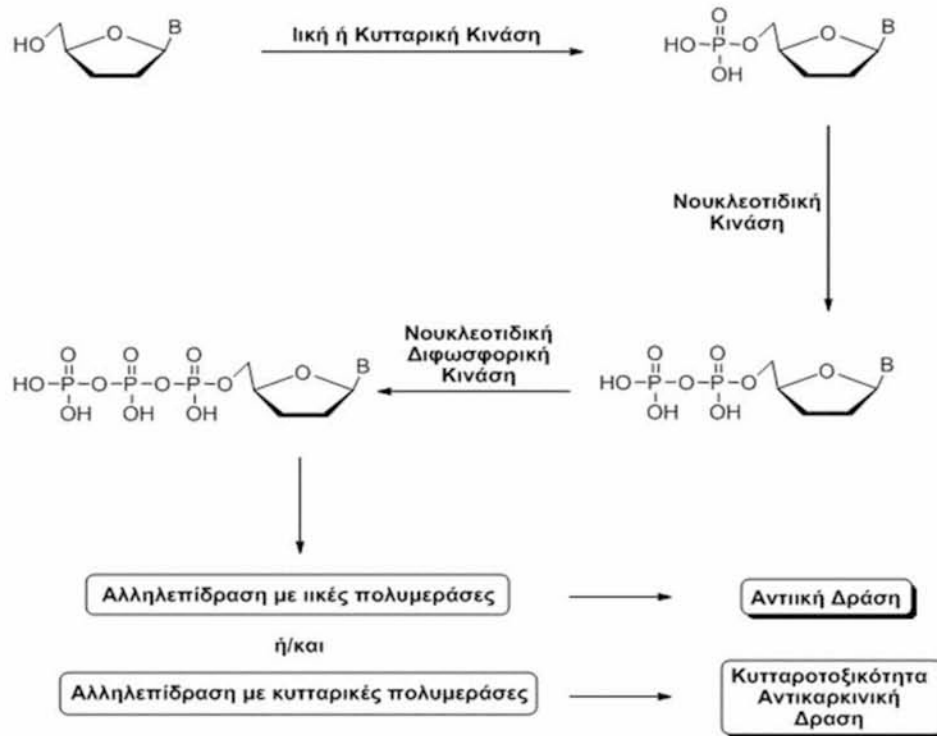 HO
O
B
Ιική ή Κυτταρική Κινάση
O
HO-P-O
OH
O
B
Νουκλεοτιδική
Κινάση
Νουκλεοτιδική
Διφωσφορική
Κινάση
O O O
HO-P-O-P-O-P-O
OH OH OH
O
B
O O
HO-P-O-P-O
OH OH
O
B
Αλληλεπίδραση με ιικές πολυμεράσες
Αντιική Δράση
ή/και
Αλληλεπίδραση με κυτταρικές πολυμεράσες
Κυτταροτοξικότητα
Αντικαρκινική
Δραση